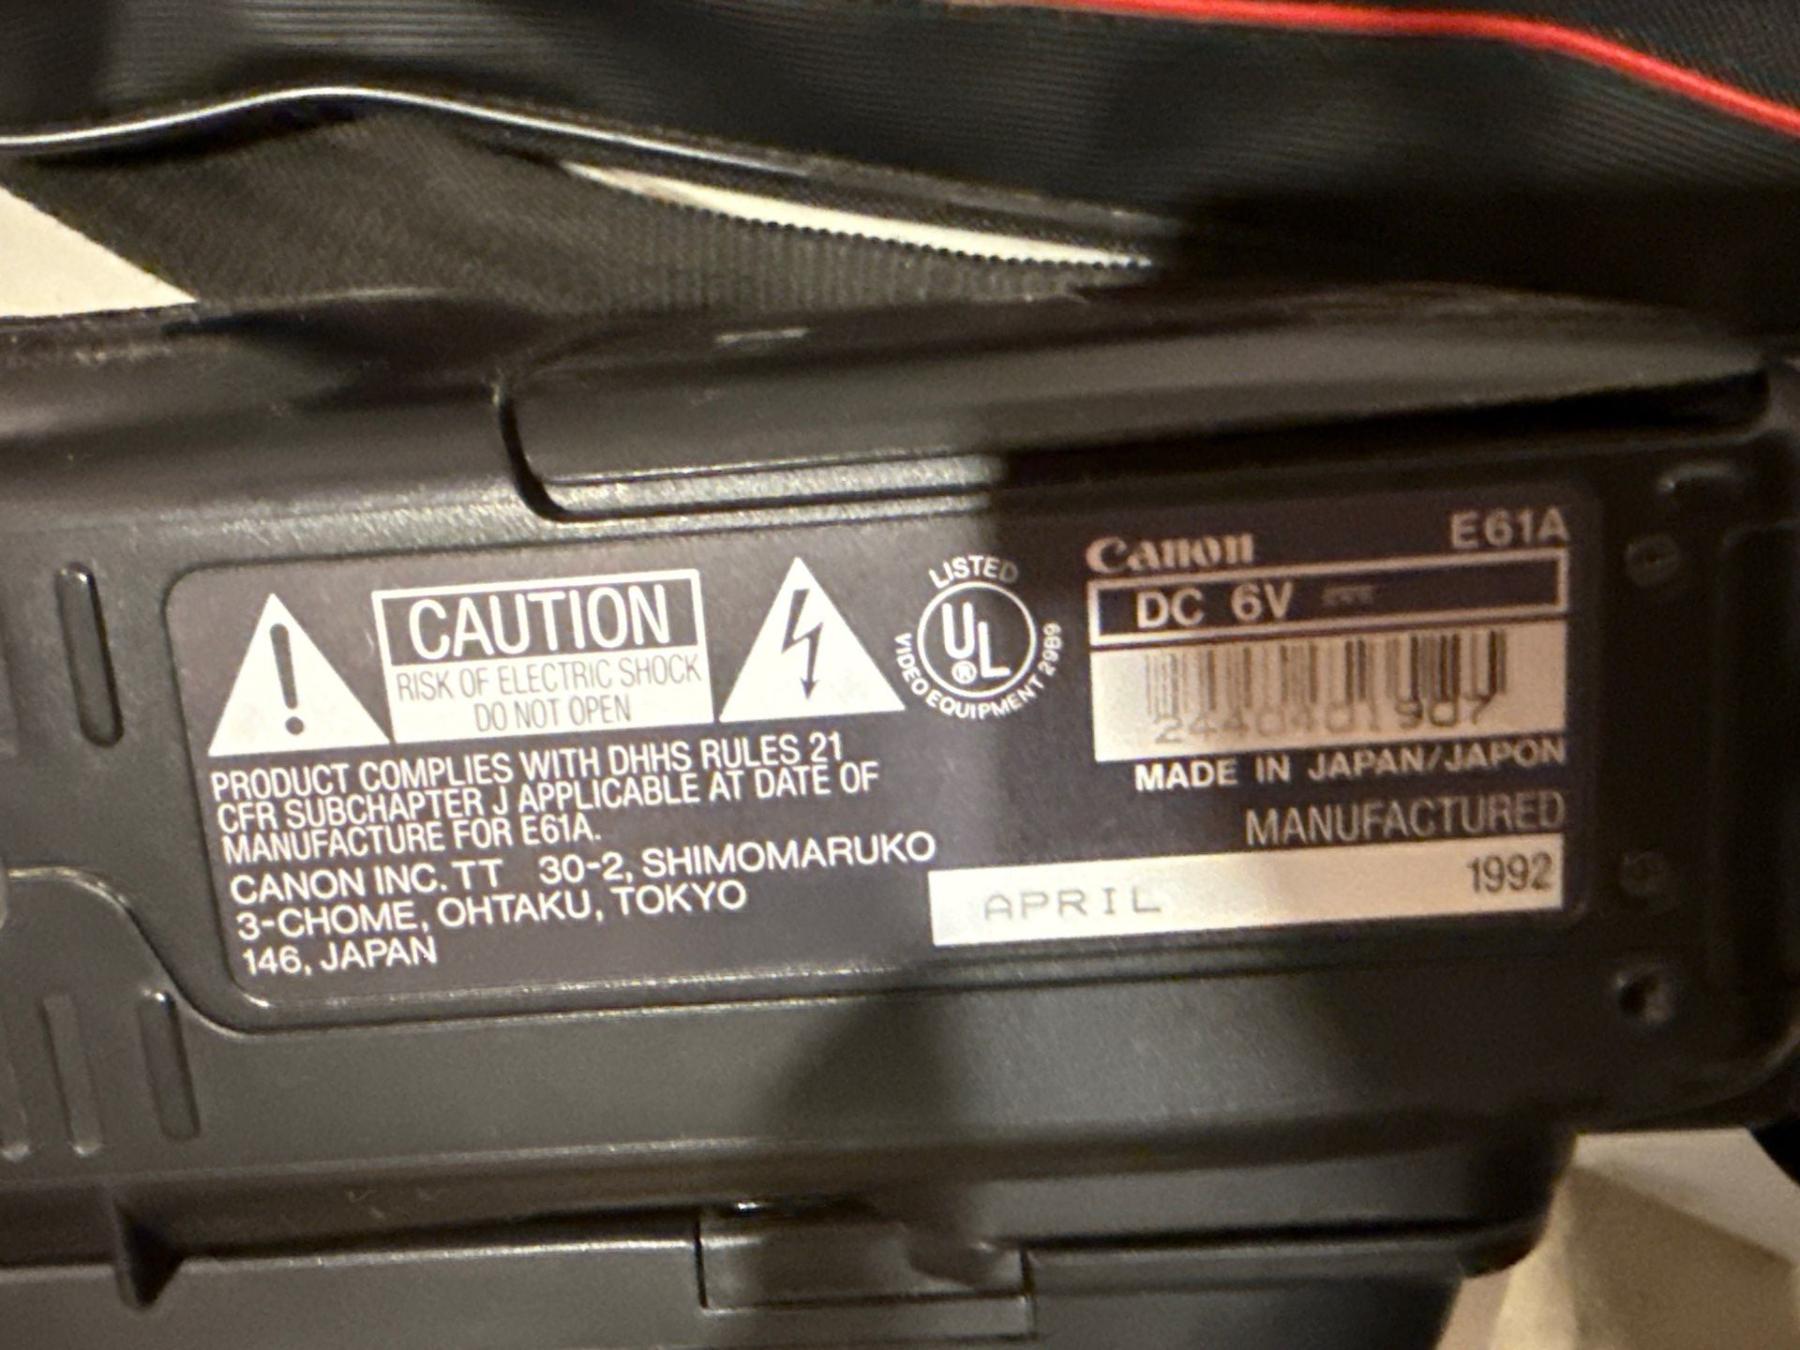 CAUTION
RISK OF ELECTRIC SHOCK
DO NOT OPEN
PRODUCT COMPLIES WITH DHHS RULES 21
CFR SUBCHAPTER J APPLICABLE AT DATE OF
MANUFACTURE FOR E61A.
CANON INC. TT 30-2, SHIMOMARUKO
3-CHOME, OHTAKU, TOKYO
146, JAPAN
LISTED
UL®
VIDEO EQUIPMENT 29B9
Canon E61A
DC 6V
2440401907
MADE IN JAPAN/JAPON
MANUFACTURED
APRIL 1992